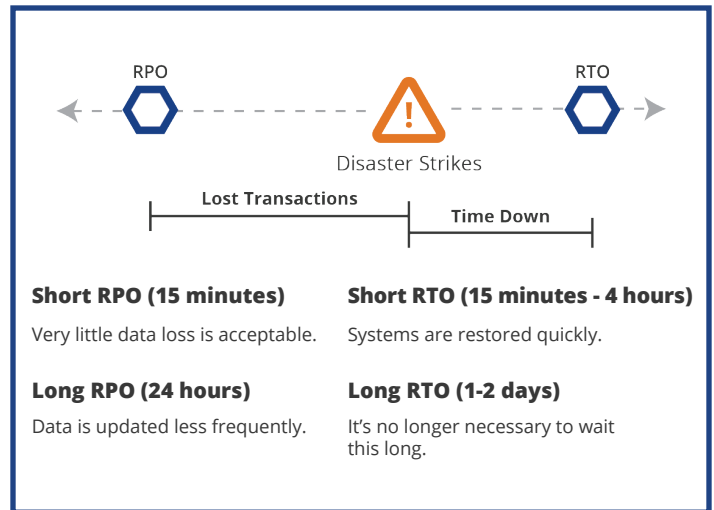 RPO
RTO
!
Disaster Strikes
Lost Transactions
Time Down
Short RPO (15 minutes)
Very little data loss is acceptable.
Short RTO (15 minutes - 4 hours)
Systems are restored quickly.
Long RPO (24 hours)
Data is updated less frequently.
Long RTO (1-2 days)
It’s no longer necessary to wait
this long.